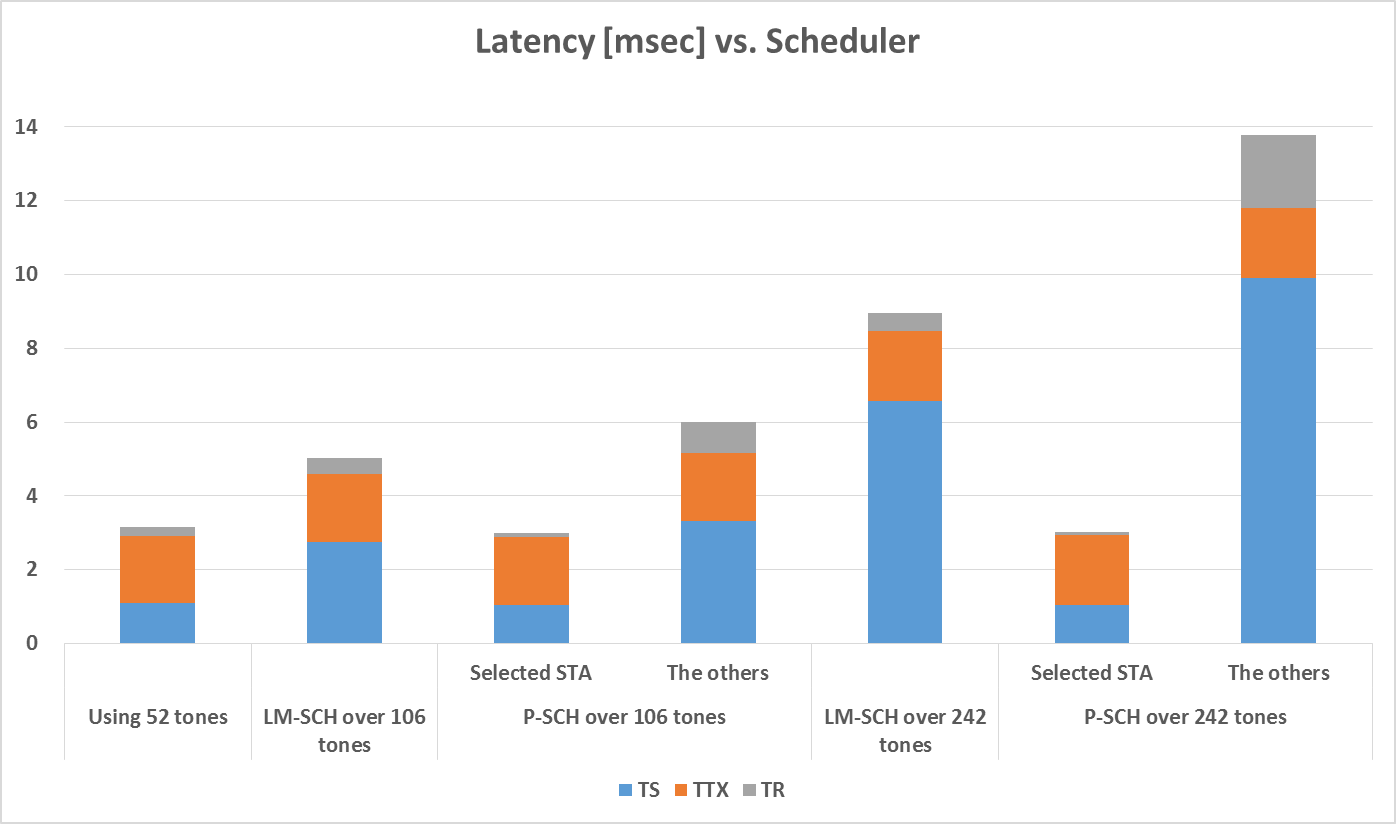 Latency [msec] vs. Scheduler
14
12
10
8
6
4
2
0
Selected STA The others Selected STA The others
Using 52 tones LM-SCH over 106 P-SCH over 106 tones LM-SCH over 242 P-SCH over 242 tones
tones tones
TS TTX TR